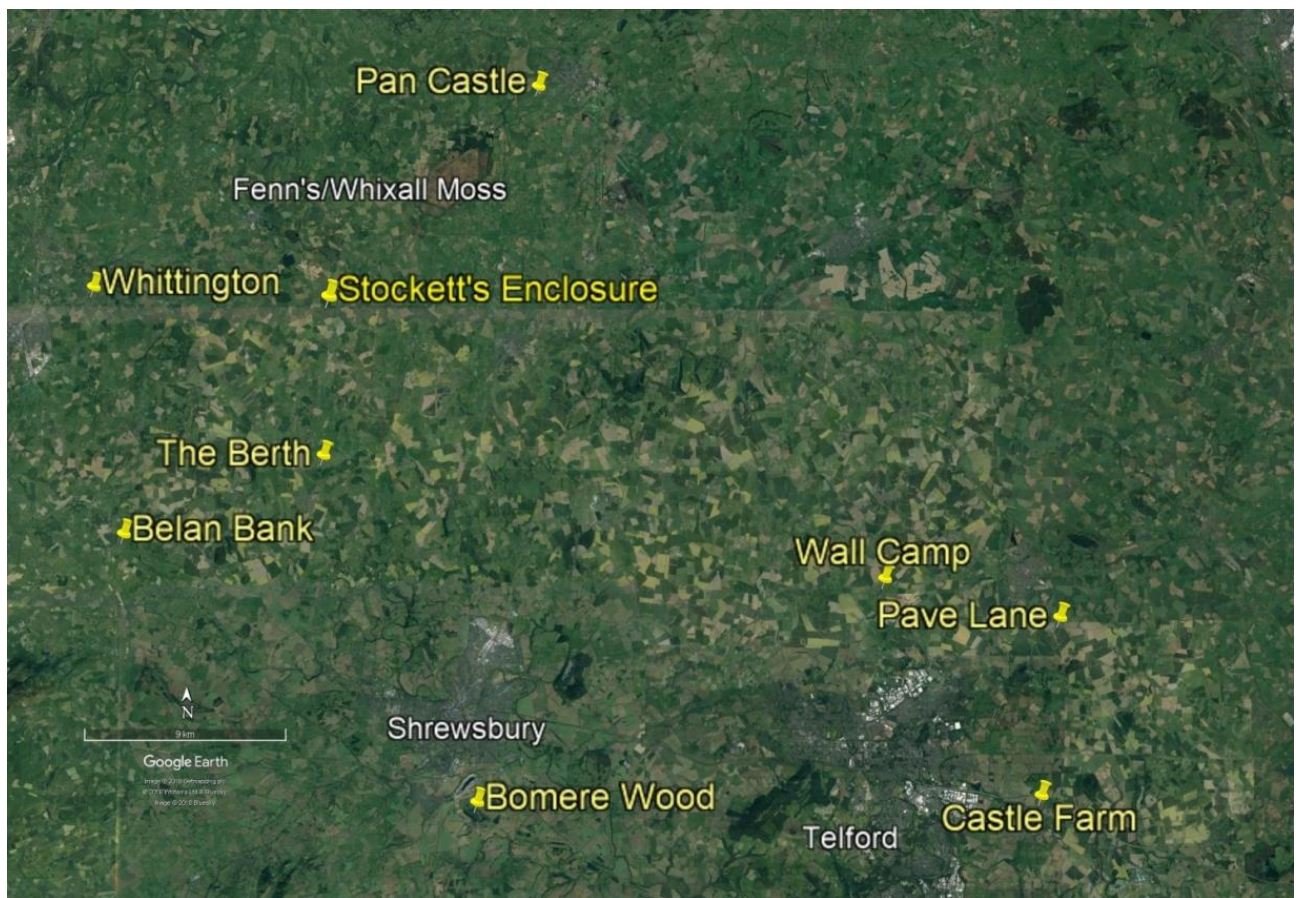 Pan Castle
Fenn's/Whixall Moss
Whittington
Stockett's Enclosure
The Berth
Belan Bank
Wall Camp
Pave Lane
N
Shrewsbury
9 km
Google Earth
Bomere Wood
Castle Farm
Telford